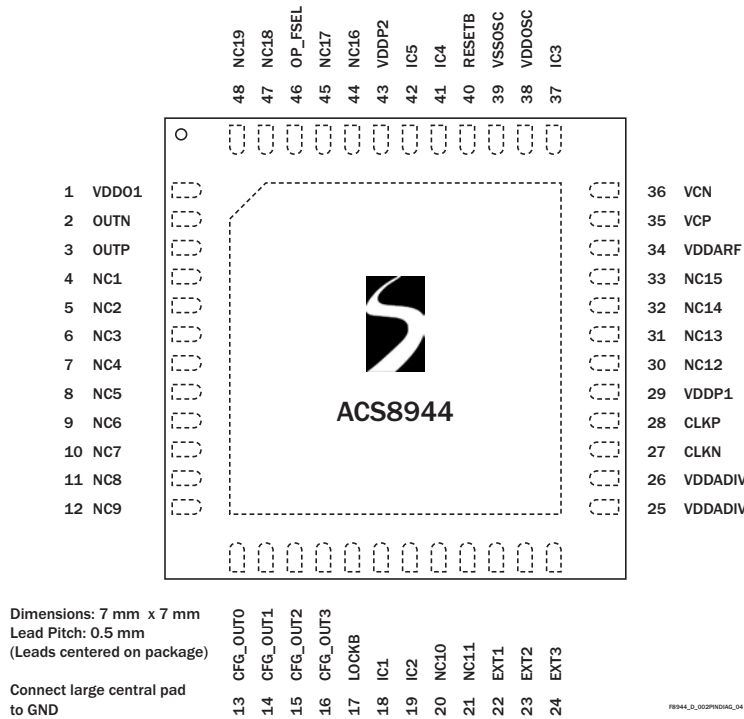 48 NC19
47 NC18
46 OP_FSEL
45 NC17
44 NC16
43 VDDP2
42 IC5
41 IC4
40 RESETB
39 VSSOSC
38 VDDOSC
37 IC3
1 VDDO1
2 OUTN
3 OUTP
4 NC1
5 NC2
6 NC3
7 NC4
8 NC5
9 NC6
10 NC7
11 NC8
12 NC9
36 VCN
35 VCP
34 VDDARF
33 NC15
32 NC14
31 NC13
30 NC12
29 VDDP1
28 CLKP
27 CLKN
26 VDDADIV
25 VDDADIV
ACS8944
Dimensions: 7 mm x 7 mm
Lead Pitch: 0.5 mm
(Leads centered on package)
Connect large central pad
to GND
13 CFG_OUT0
14 CFG_OUT1
15 CFG_OUT2
16 CFG_OUT3
17 LOCKB
18 IC1
19 IC2
20 NC10
21 NC11
22 EXT1
23 EXT2
24 EXT3
F8944_D_002PINDIAG_04